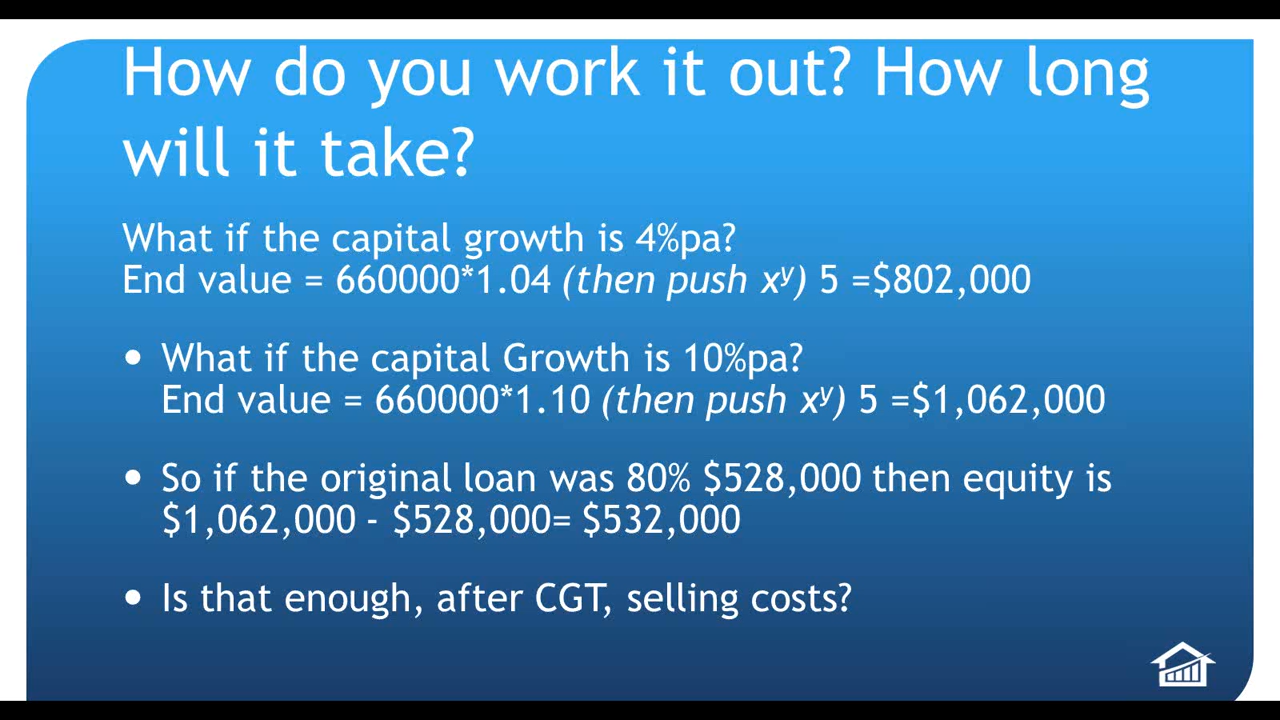 How do you work it out? How long
will it take?
What if the capital growth is 4%pa?
End value = 660000*1.04 (then push xʸ) 5 =$802,000
• What if the capital Growth is 10%pa?
End value = 660000*1.10 (then push xʸ) 5 =$1,062,000
• So if the original loan was 80% $528,000 then equity is
$1,062,000 - $528,000= $532,000
• Is that enough, after CGT, selling costs?